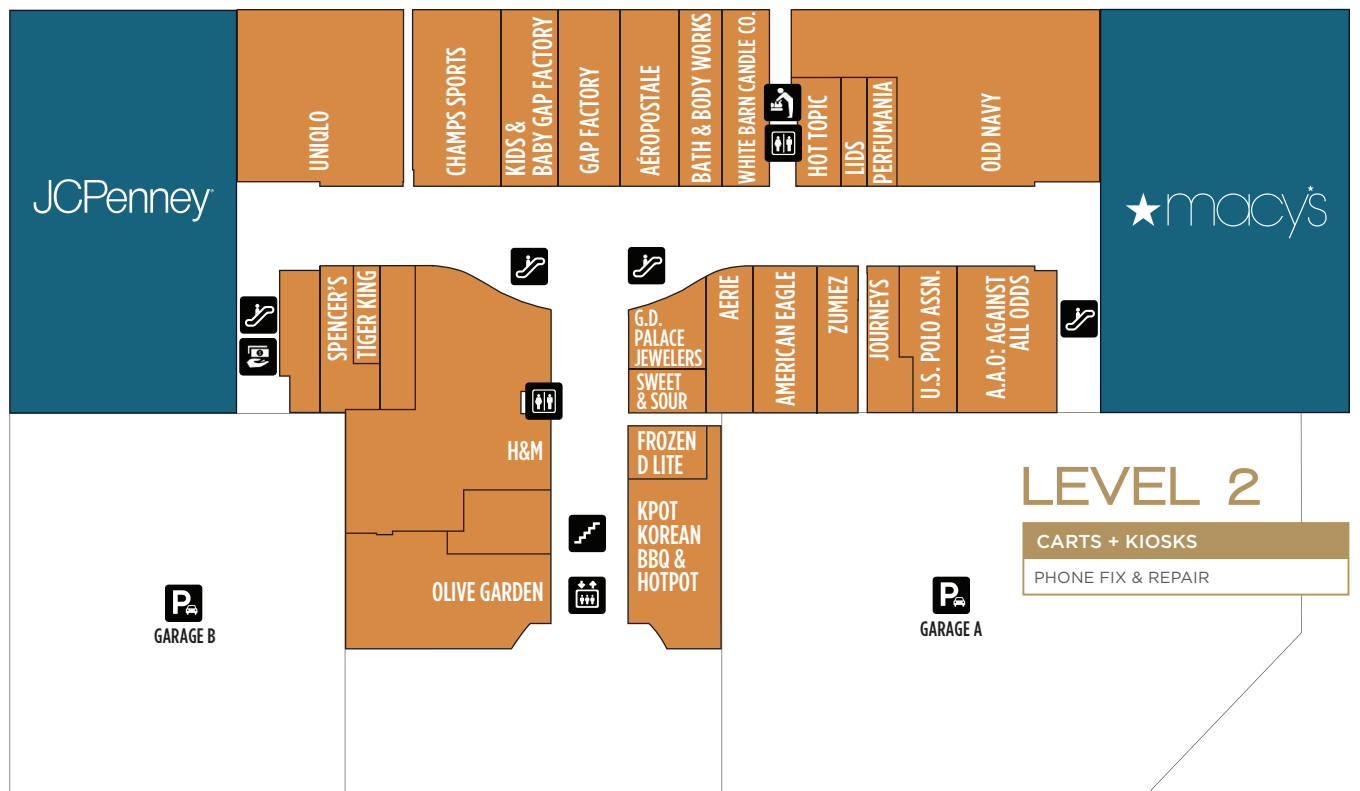 JCPenney
UNIQLO
CHAMPS SPORTS
KIDS &
BABY GAP FACTORY
GAP FACTORY
AÉROPOSTALE
BATH & BODY WORKS
WHITE BARN CANDLE CO.
HOT TOPIC
LIDS
PERFUMANIA
OLD NAVY
macy's
SPENCER'S
TIGER KING
G.D.
PALACE
JEWELERS
SWEET
& SOUR
AERIE
AMERICAN EAGLE
ZUMIEZ
JOURNEYS
U.S. POLO ASSN.
A.A.O: AGAINST
ALL ODDS
H&M
FROZEN
D LITE
KPOT
KOREAN
BBQ &
HOTPOT
OLIVE GARDEN
P
GARAGE B
P
GARAGE A
LEVEL 2
CARTS + KIOSKS
PHONE FIX & REPAIR